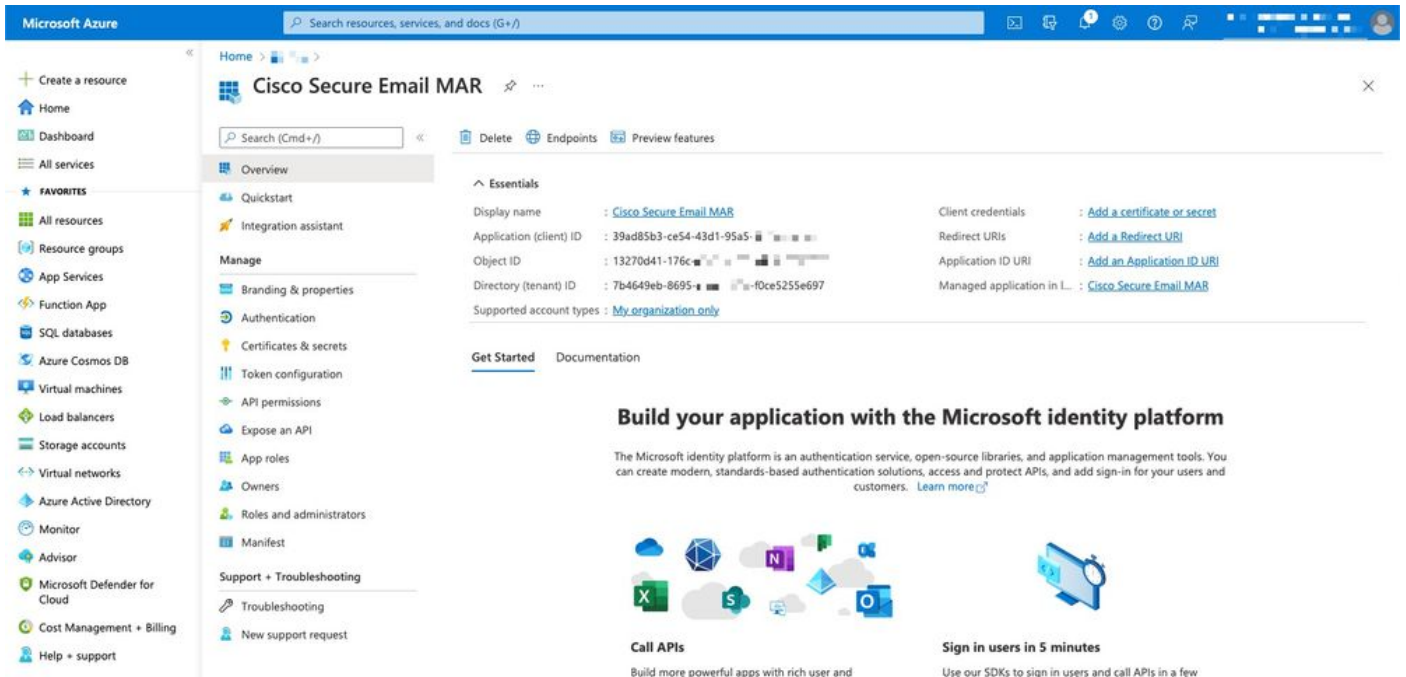 Microsoft Azure
Search resources, services, and docs (G+/)
1
Create a resource
Home
Dashboard
All services
FAVORITES
All resources
Resource groups
App Services
Function App
SQL databases
Azure Cosmos DB
Virtual machines
Load balancers
Storage accounts
Virtual networks
Azure Active Directory
Monitor
Advisor
Microsoft Defender for
Cloud
Cost Management + Billing
Help + support
Home >
Cisco Secure Email MAR
Search (Cmd+/)
Overview
Quickstart
Integration assistant
Manage
Branding & properties
Authentication
Certificates & secrets
Token configuration
API permissions
Expose an API
App roles
Owners
Roles and administrators
Manifest
Support + Troubleshooting
Troubleshooting
New support request
Delete Endpoints Preview features
Essentials
Display name : Cisco Secure Email MAR
Application (client) ID : 39ad85b3-ce54-43d1-95a5-
Object ID : 13270d41-176c-
Directory (tenant) ID : 7b4649eb-8695- -f0ce5255e697
Supported account types : My organization only
Client credentials : Add a certificate or secret
Redirect URIs : Add a Redirect URI
Application ID URI : Add an Application ID URI
Managed application in l... : Cisco Secure Email MAR
Get Started Documentation
Build your application with the Microsoft identity platform
The Microsoft identity platform is an authentication service, open-source libraries, and application management tools. You
can create modern, standards-based authentication solutions, access and protect APIs, and add sign-in for your users and
customers. Learn more
N
X
S
O
Call APIs
Build more powerful apps with rich user and
Sign in users in 5 minutes
Use our SDKs to sign in users and call APIs in a few